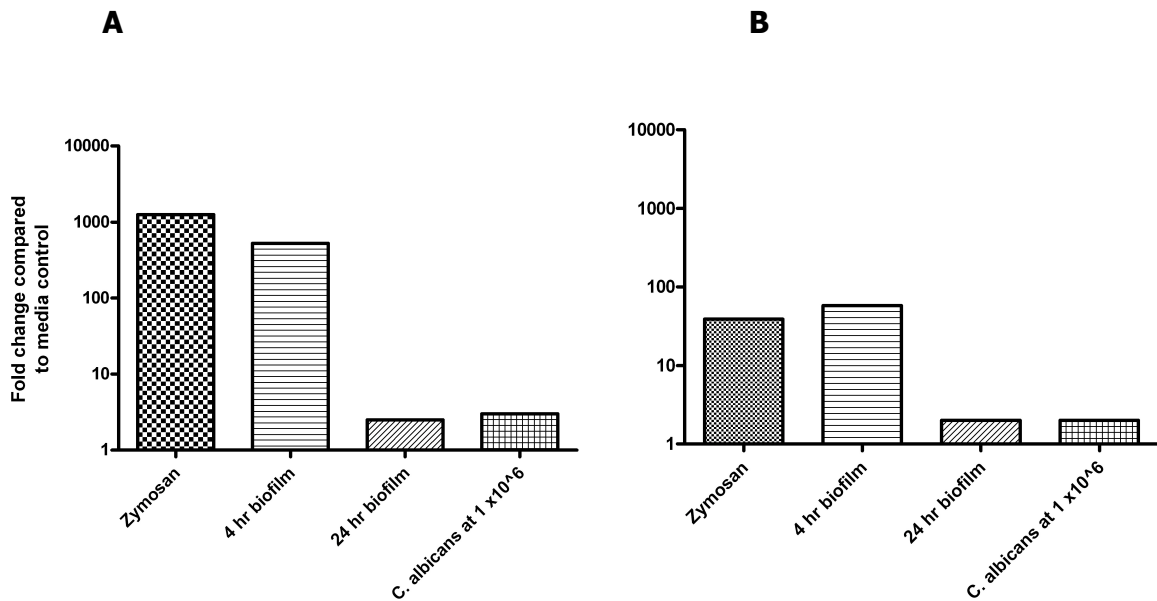 A
B
10000
1000
100
10
1
Fold change compared
to media control
Zymosan
4 hr biofilm
24 hr biofilm
C. albicans at 1 x10^6
10000
1000
100
10
1
Zymosan
4 hr biofilm
24 hr biofilm
C. albicans at 1 x10^6